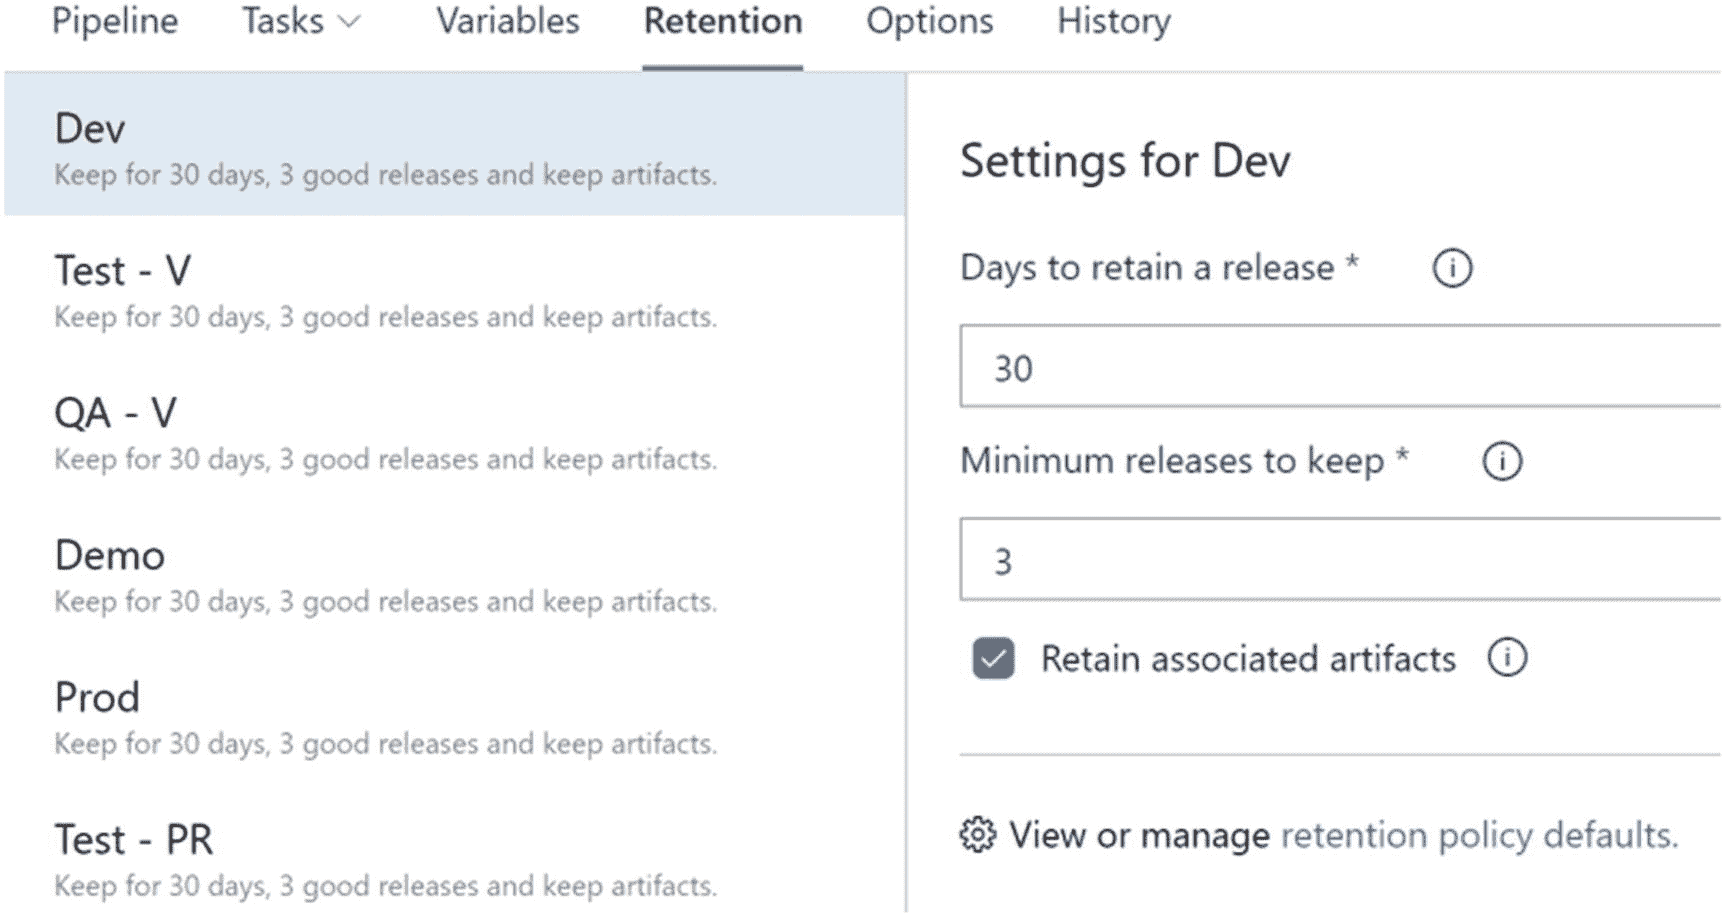 Pipeline Tasks Variables Retention Options History
Dev
Keep for 30 days, 3 good releases and keep artifacts.
Test - V
Keep for 30 days, 3 good releases and keep artifacts.
QA - V
Keep for 30 days, 3 good releases and keep artifacts.
Demo
Keep for 30 days, 3 good releases and keep artifacts.
Prod
Keep for 30 days, 3 good releases and keep artifacts.
Test - PR
Keep for 30 days, 3 good releases and keep artifacts.
Settings for Dev
Days to retain a release *
30
Minimum releases to keep *
3
Retain associated artifacts
View or manage retention policy defaults.